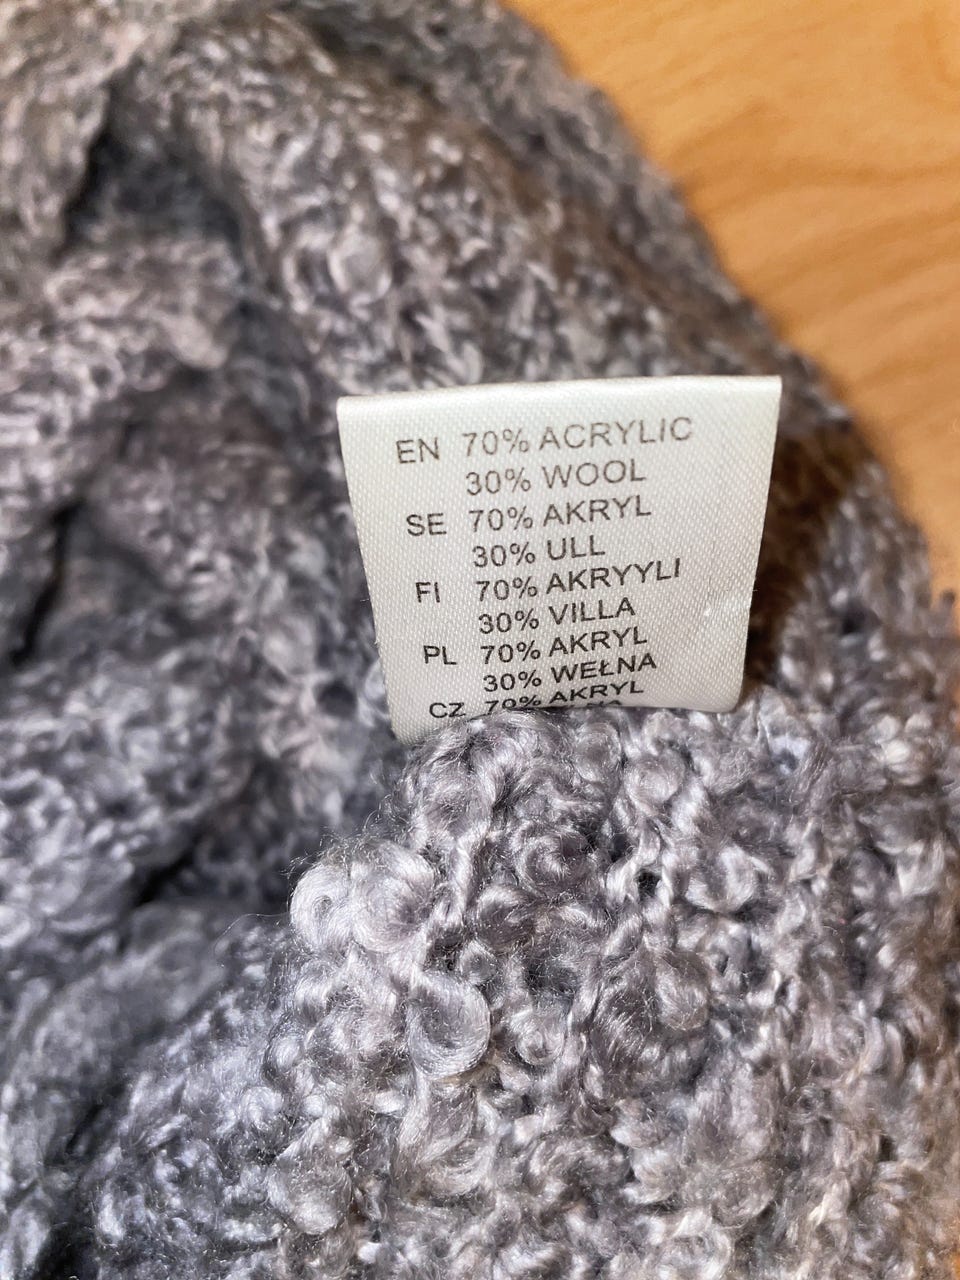 EN 70% ACRYLIC
30% WOOL
SE 70% AKRYL
30% ULL
FI 70% AKRYYLI
30% VILLA
PL 70% AKRYL
30% WEŁNA
CZ 70% AKRYL